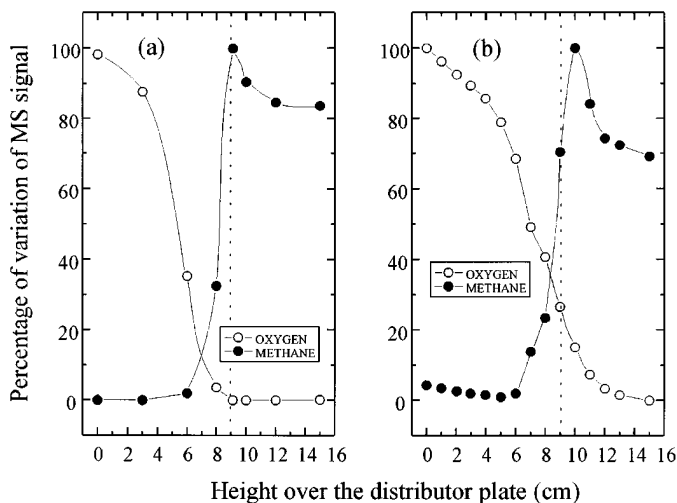 Percentage of variation of MS signal
(a)
100
80
60
40
20
0
OXYGEN
METHANE
0 2 4 6 8 10 12 14 16
(b)
100
80
60
40
20
0
OXYGEN
METHANE
0 2 4 6 8 10 12 14 16
Height over the distributor plate (cm)